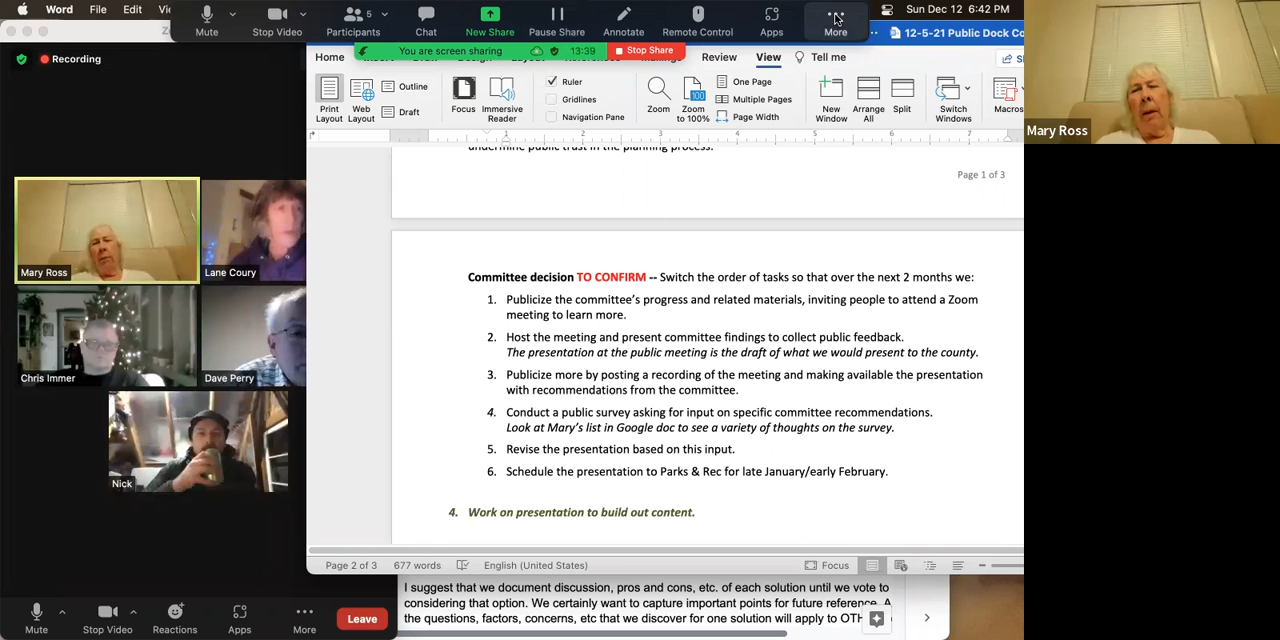 Word File Edit Vi
Sun Dec 12 6:42 PM
Mute
Stop Video
5
Participants
Chat
New Share
Pause Share
Annotate
Remote Control
Apps
More
You are screen sharing
13:39
Stop Share
12-5-21 Public Dock Co
Recording
Home
Review
View
Tell me
Print Layout
Web Layout
Outline
Draft
Focus
Immersive Reader
Ruler
Gridlines
Navigation Pane
Zoom
100
Zoom to 100%
One Page
Multiple Pages
Page Width
New Window
Arrange All
Split
Switch Windows
Macros
1 2 3 4 5 6 7
undermine public trust in the planning process.
Page 1 of 3
Committee decision TO CONFIRM -- Switch the order of tasks so that over the next 2 months we:
1. Publicize the committee's progress and related materials, inviting people to attend a Zoom
meeting to learn more.
2. Host the meeting and present committee findings to collect public feedback.
The presentation at the public meeting is the draft of what we would present to the county.
3. Publicize more by posting a recording of the meeting and making available the presentation
with recommendations from the committee.
4. Conduct a public survey asking for input on specific committee recommendations.
Look at Mary's list in Google doc to see a variety of thoughts on the survey.
5. Revise the presentation based on this input.
6. Schedule the presentation to Parks & Rec for late January/early February.
4. Work on presentation to build out content.
Page 2 of 3
677 words
English (United States)
Focus
I suggest that we document discussion, pros and cons, etc. of each solution until we vote to
considering that option. We certainly want to capture important points for future reference. A
the questions, factors, concerns, etc that we discover for one solution will apply to OTH
Mary Ross
Lane Coury
Chris Immer
Dave Perry
Nick
Mute
Stop Video
Reactions
Apps
More
Leave
Mary Ross